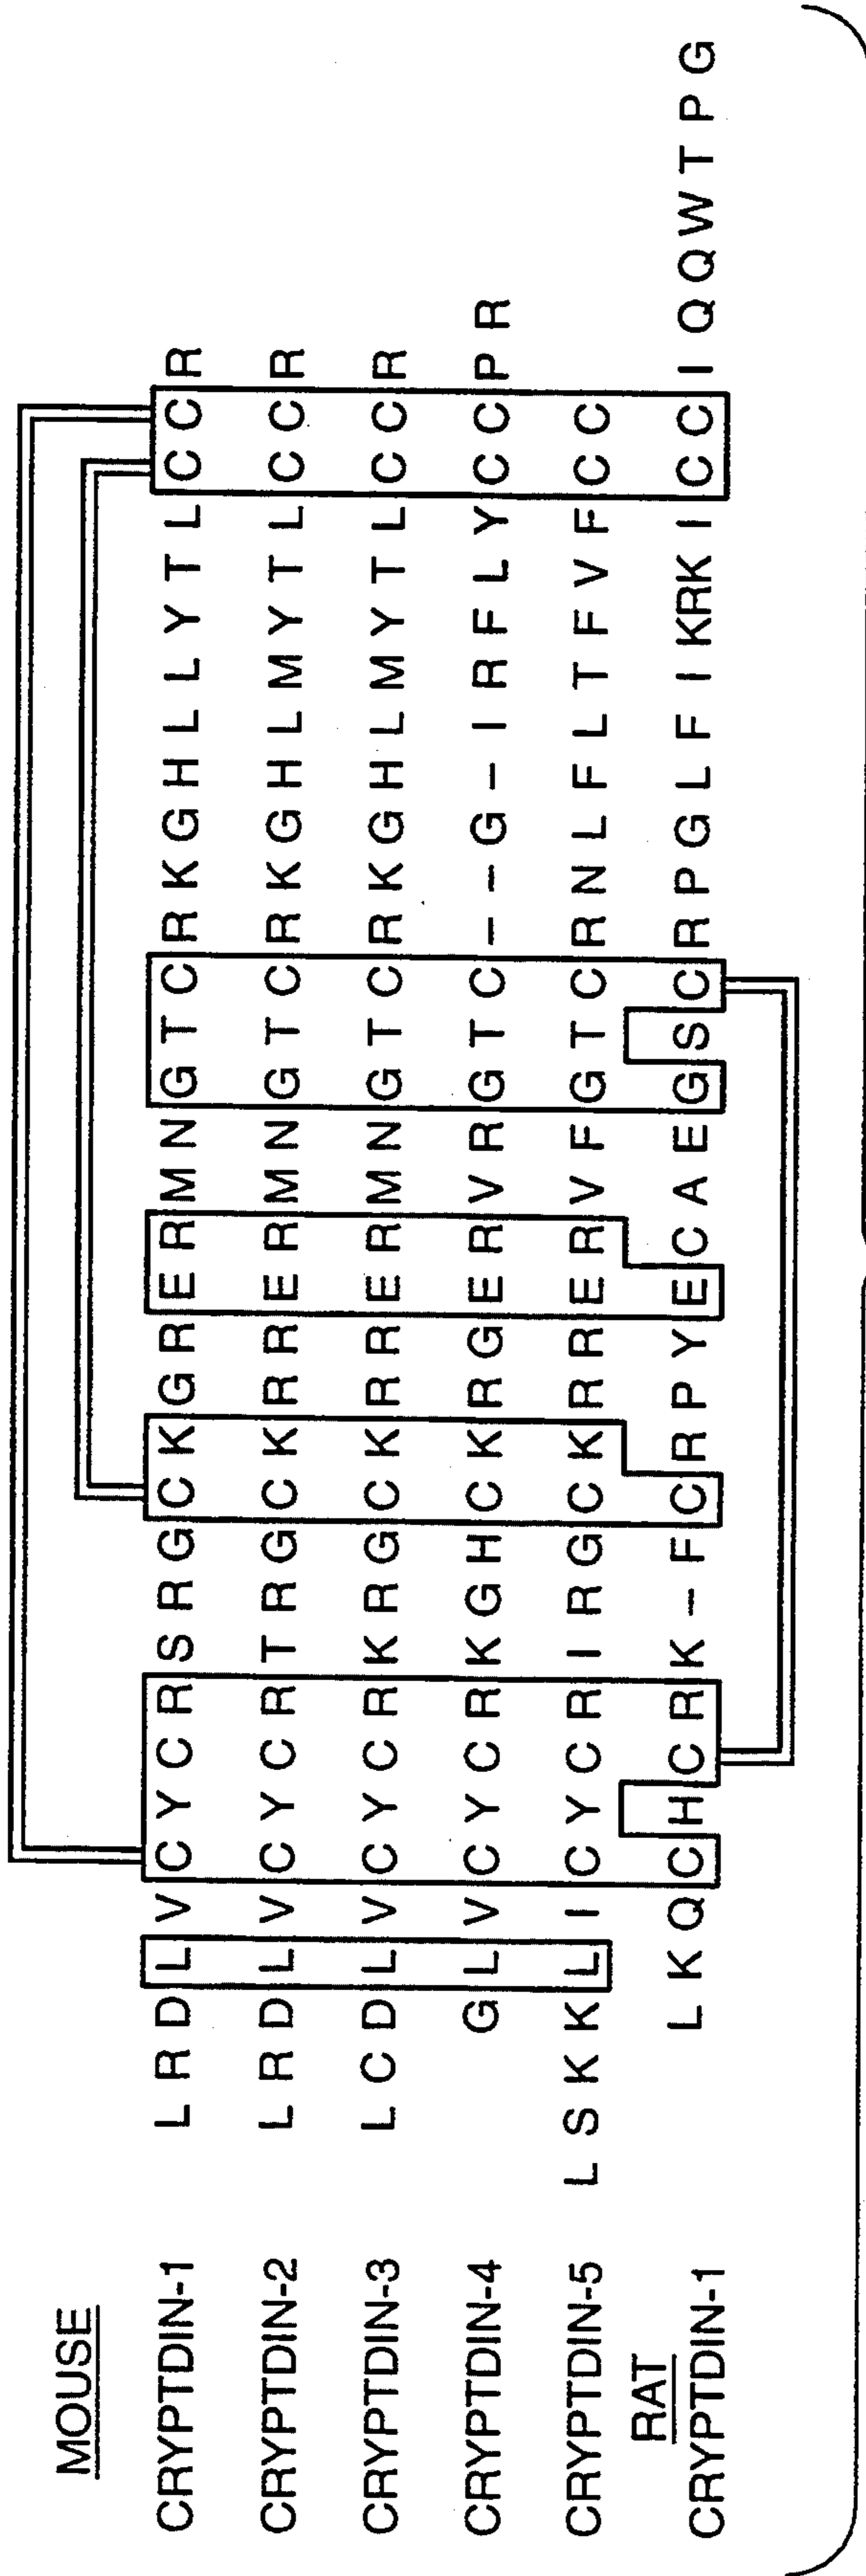 MOUSE
CRYPTDIN-1 L R D L V C Y C R S R G C K G R E R M N G T C R K G H L L Y T L C C R
CRYPTDIN-2 L R D L V C Y C R T R G C K R R E R M N G T C R K G H L M Y T L C C R
CRYPTDIN-3 L C D L V C Y C R K R G C K R R E R M N G T C R K G H L M Y T L C C R
CRYPTDIN-4 G L V C Y C R K G H C K R G E R V R G T C – – G – I R F L Y C C P R
CRYPTDIN-5 L S K K L I C Y C R I R G C K R R E R V F G T C R N L F L T F V F C C
RAT
CRYPTDIN-1 L K Q C H C R K – F C R P Y E C A E G S C R P G L F I KRK I C C I Q Q W T P G